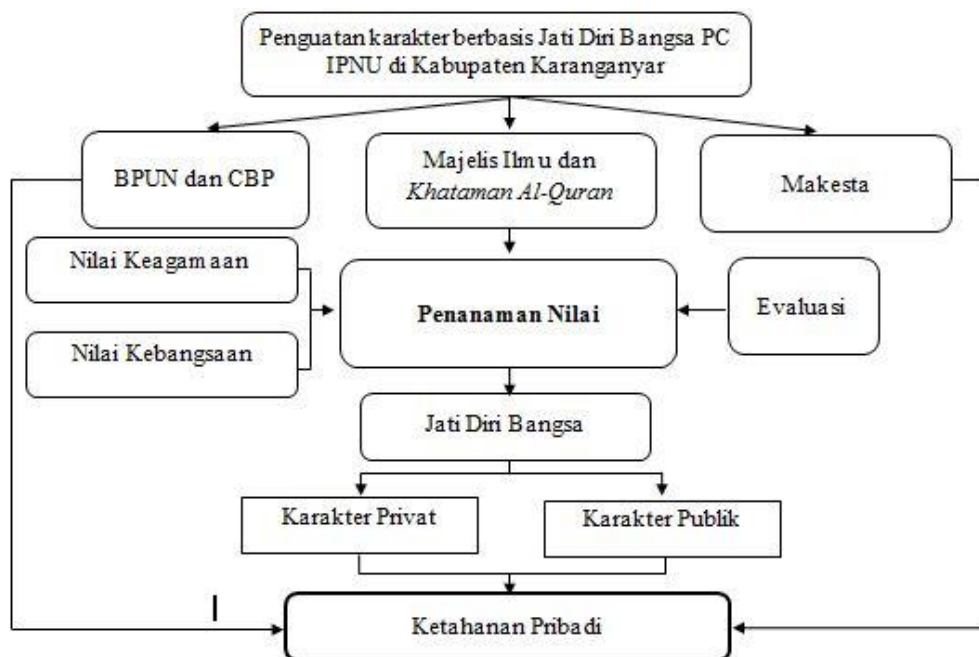 Penguatan karakter berbasis Jati Diri Bangsa PC
IPNU di Kabupaten Karanganyar
BPUN dan CBP
Majelis Ilmu dan
Khataman Al-Quran
Makesta
Nilai Keagamaan
Nilai Kebangsaan
Penanaman Nilai
Evaluasi
Jati Diri Bangsa
Karakter Privat
Karakter Publik
Ketahanan Pribadi